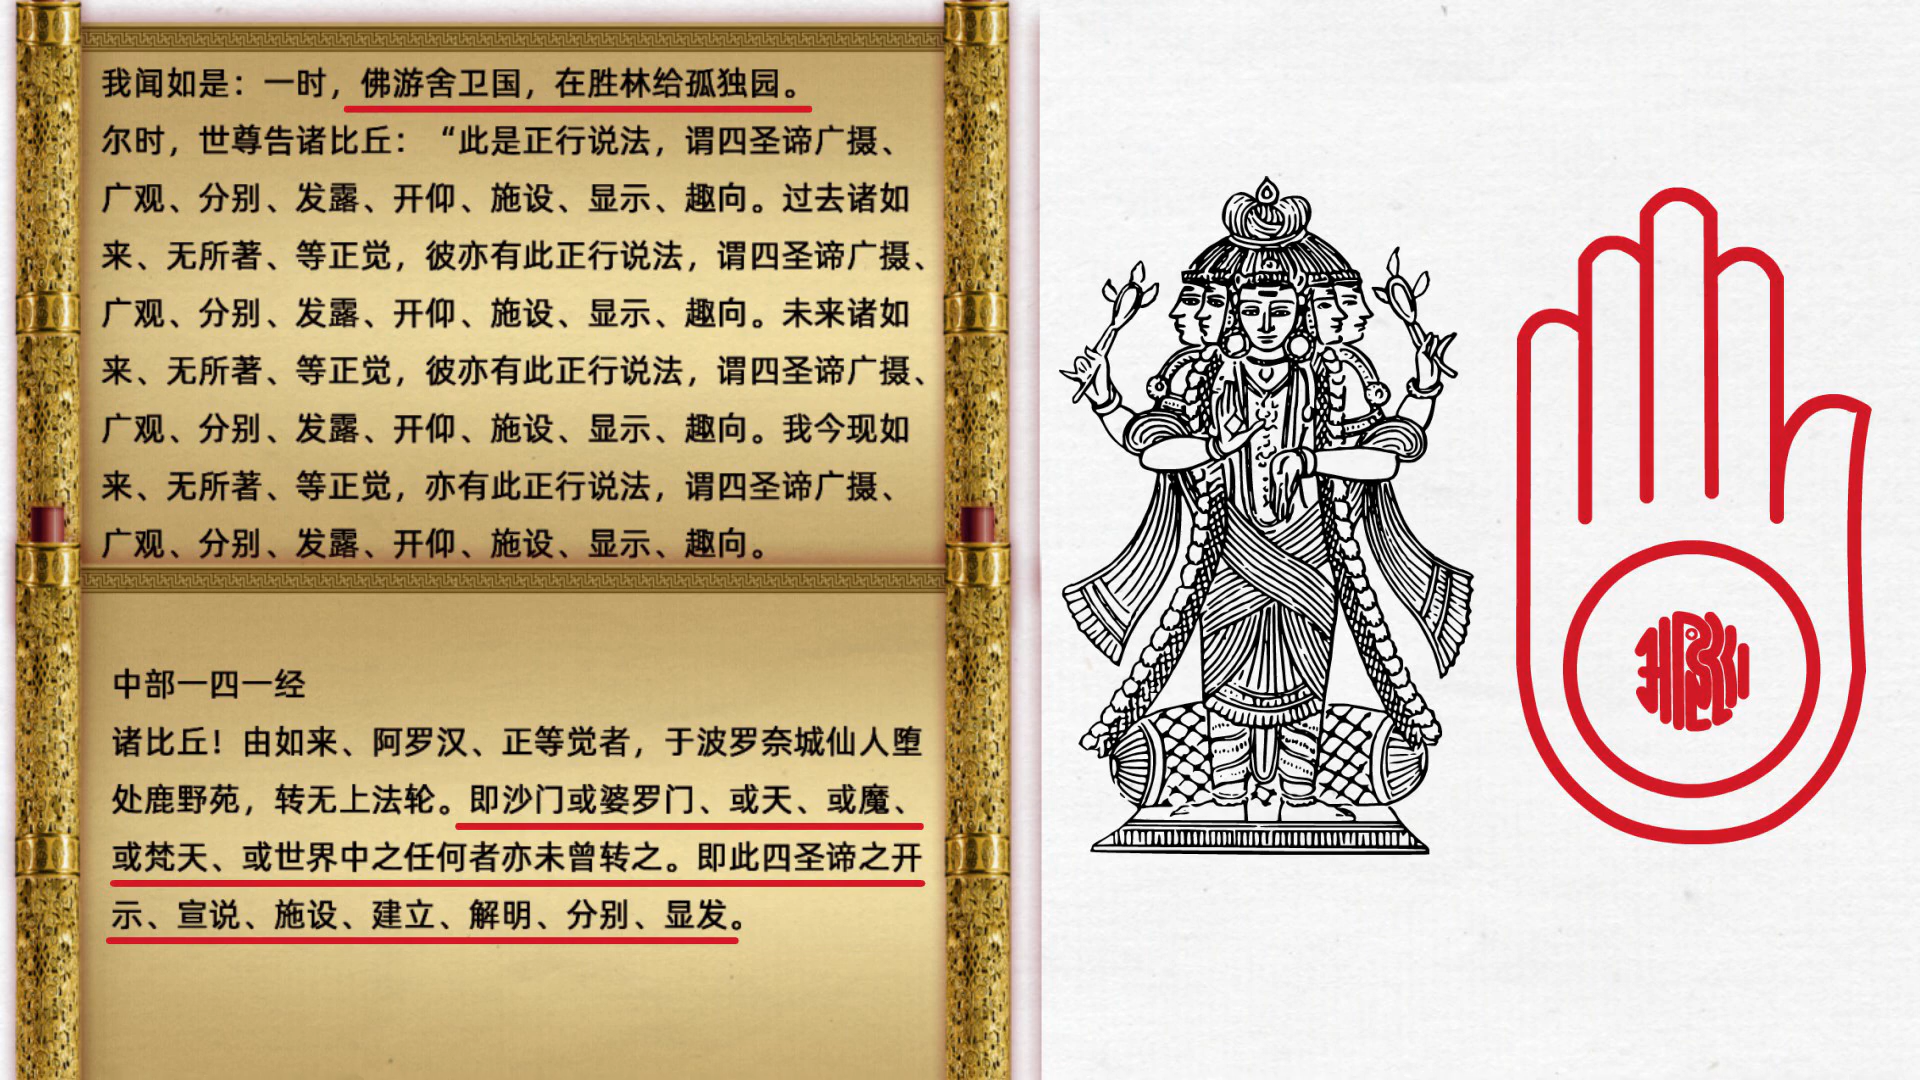 我闻如是：一时，佛游舍卫国，在胜林给孤独园。
尔时，世尊告诸比丘：“此是正行说法，谓四圣谛广摄、
广观、分别、发露、开仰、施设、显示、趣向。过去诸如
来、无所著、等正觉，彼亦有此正行说法，谓四圣谛广摄、
广观、分别、发露、开仰、施设、显示、趣向。未来诸如
来、无所著、等正觉，彼亦有此正行说法，谓四圣谛广摄、
广观、分别、发露、开仰、施设、显示、趣向。我今现如
来、无所著、等正觉，亦有此正行说法，谓四圣谛广摄、
广观、分别、发露、开仰、施设、显示、趣向。
中部一四一经
诸比丘！由如来、阿罗汉、正等觉者，于波罗奈城仙人堕
处鹿野苑，转无上法轮。即沙门或婆罗门、或天、或魔、
或梵天、或世界中之任何者亦未曾转之。即此四圣谛之开
示、宣说、施设、建立、解明、分别、显发。